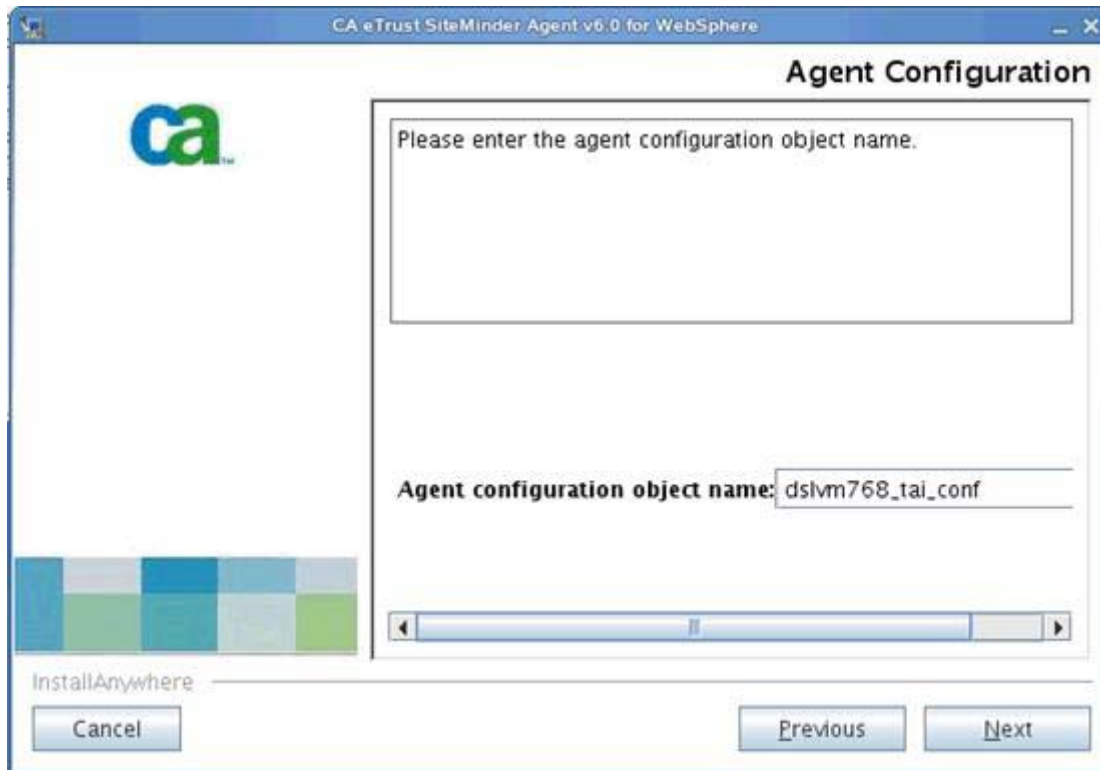 CA eTrust SiteMinder Agent v6.0 for WebSphere
Agent Configuration
ca
Please enter the agent configuration object name.
Agent configuration object name: dslvm768_tai_conf
InstallAnywhere
Cancel
Previous
Next